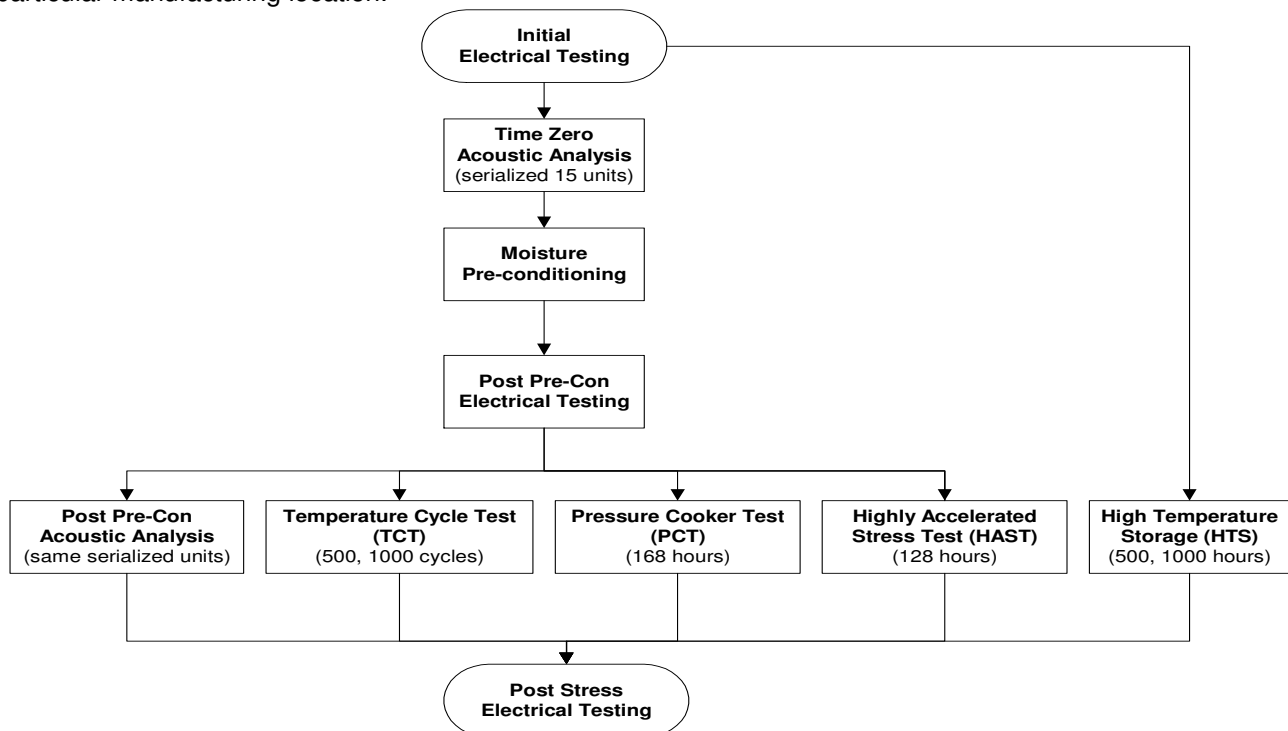 particular manufacturing location.
Initial
Electrical Testing
Time Zero
Acoustic Analysis
(serialized 15 units)
Moisture
Pre-conditioning
Post Pre-Con
Electrical Testing
Post Pre-Con
Acoustic Analysis
(same serialized units)
Temperature Cycle Test
(TCT)
(500, 1000 cycles)
Pressure Cooker Test
(PCT)
(168 hours)
Highly Accelerated
Stress Test (HAST)
(128 hours)
High Temperature
Storage (HTS)
(500, 1000 hours)
Post Stress
Electrical Testing